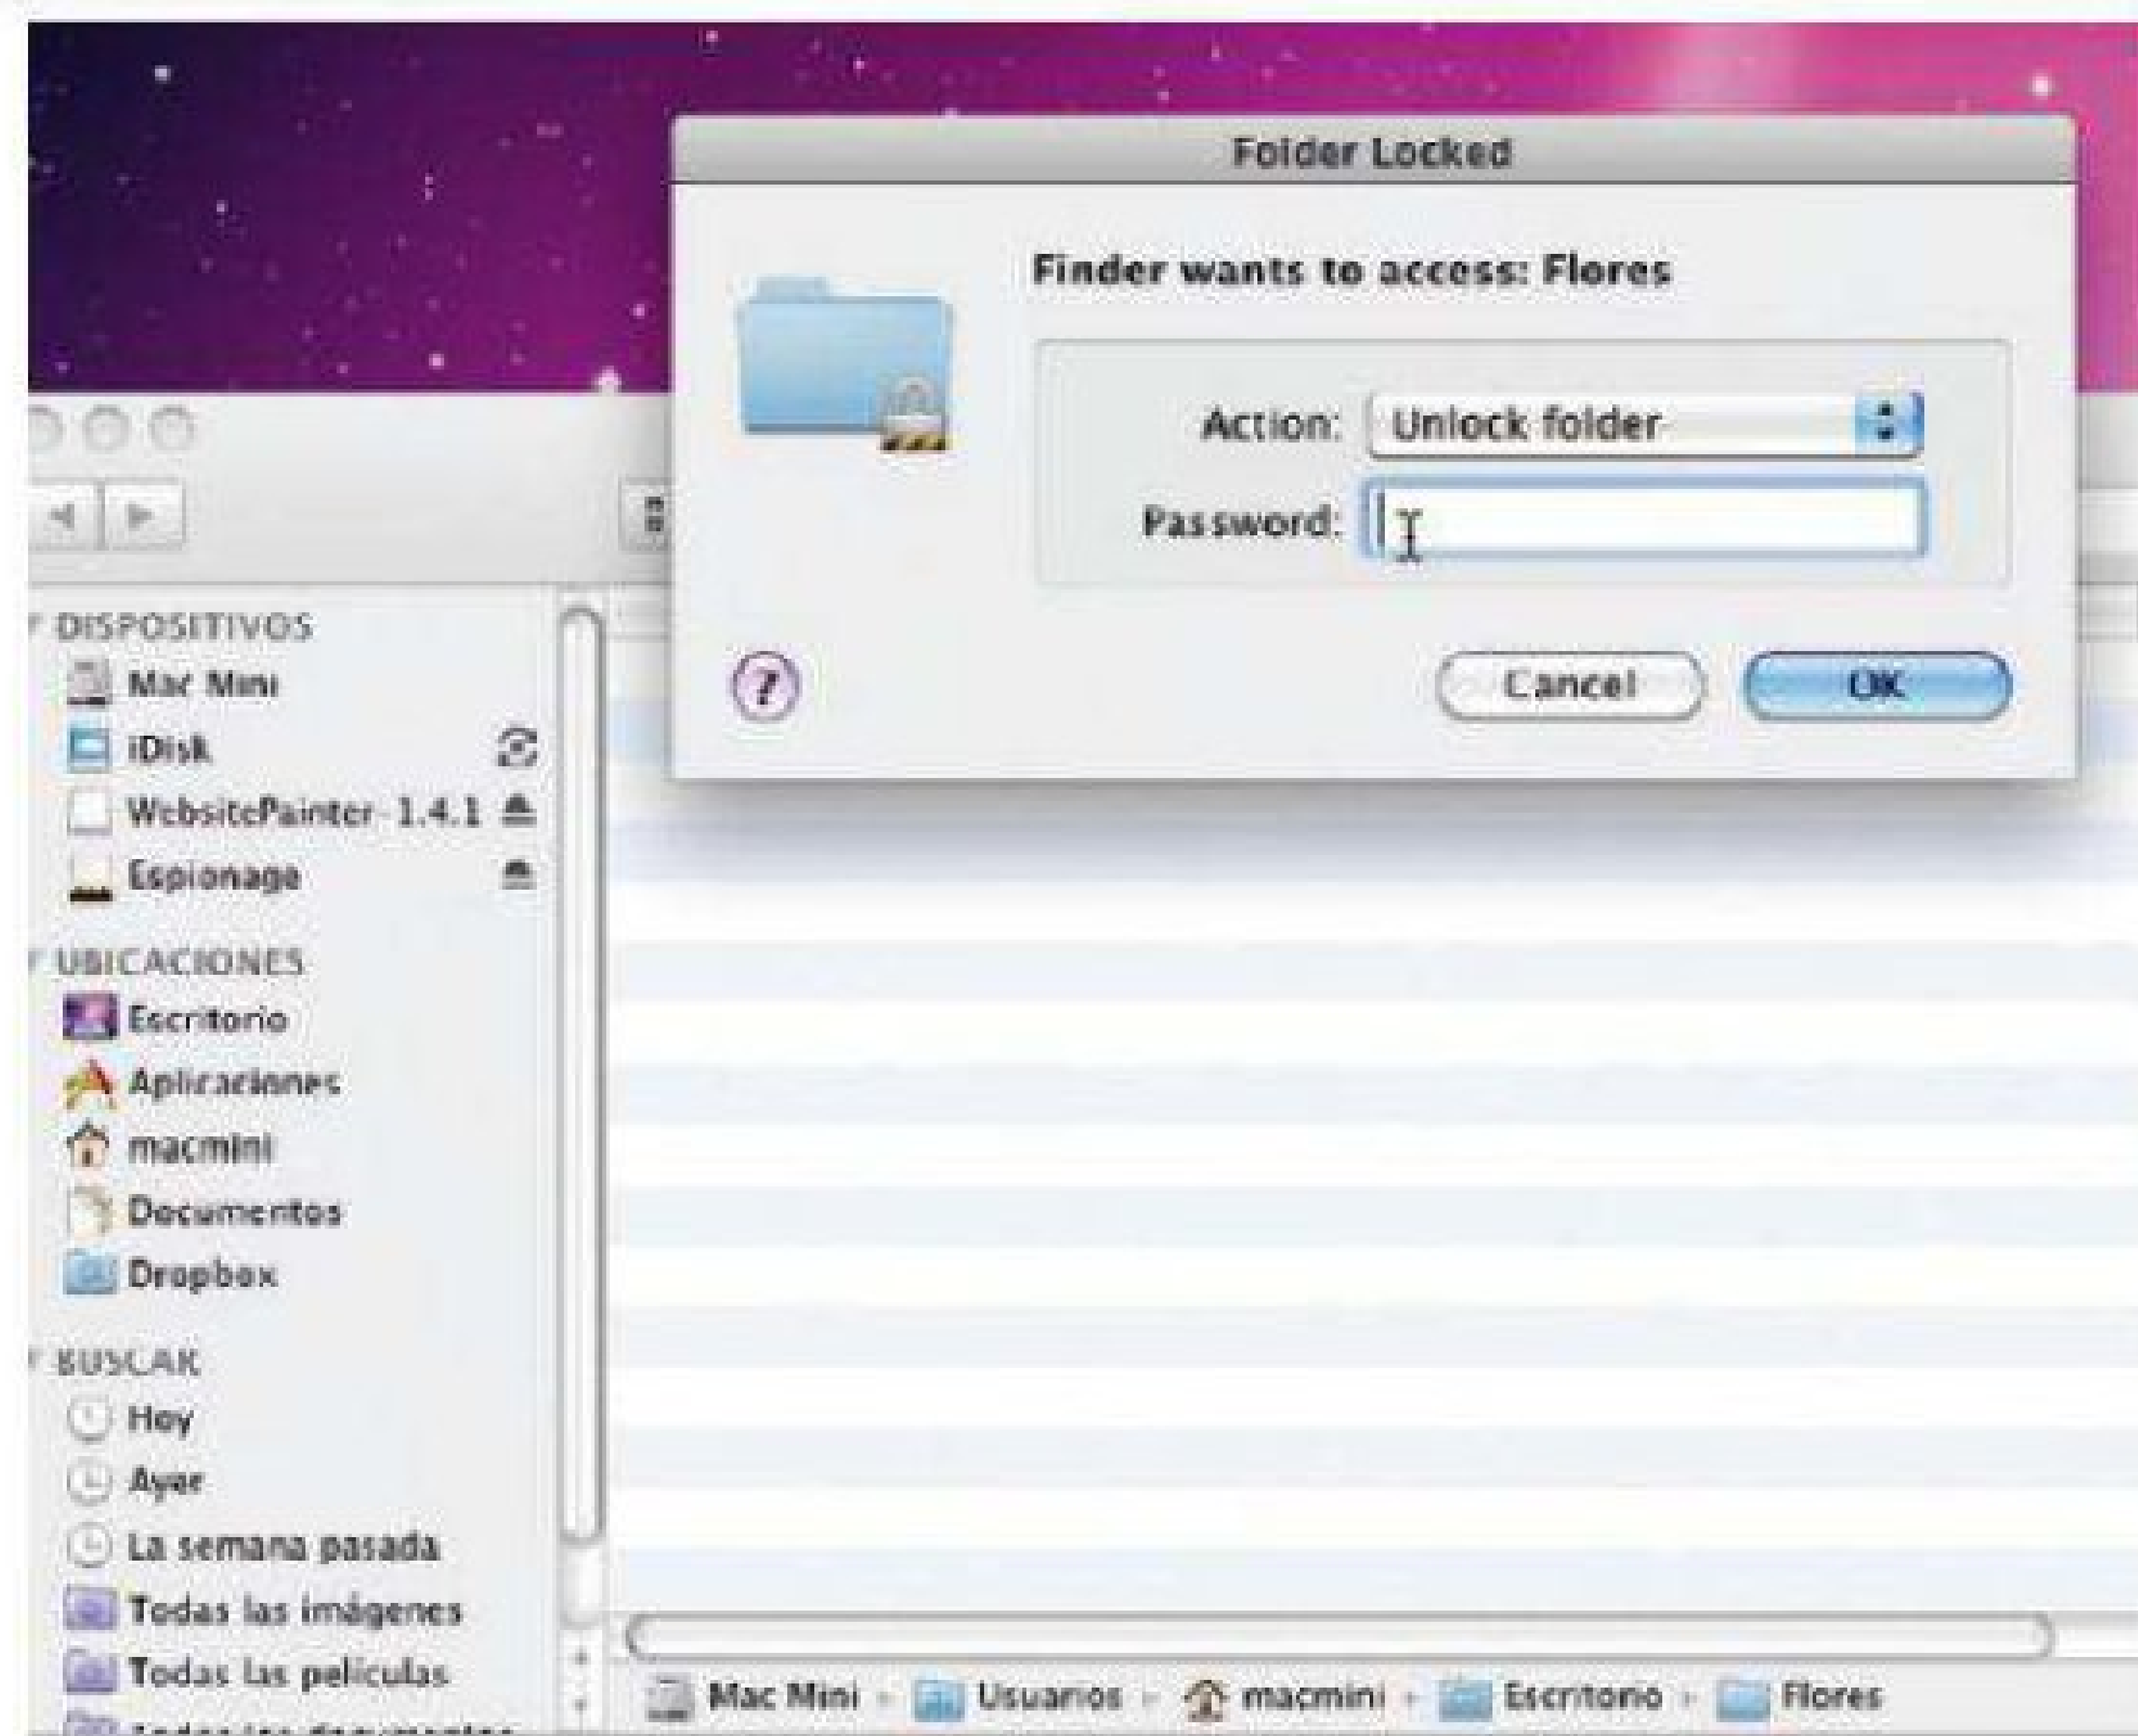 Folder Locked
Finder wants to access: Flores
Action: Unlock folder
Password:
?
Cancel OK
DISPOSITIVOS
Mac Mini
iDisk
WebsitePainter 1.4.1
Espionage
UBICACIONES
Escritorio
Aplicaciones
macmini
Documentos
Dropbox
BUSCAR
Hoy
Ayer
La semana pasada
Todas las imágenes
Todas las películas
Mac Mini Usuarios macmini Escritorio Flores